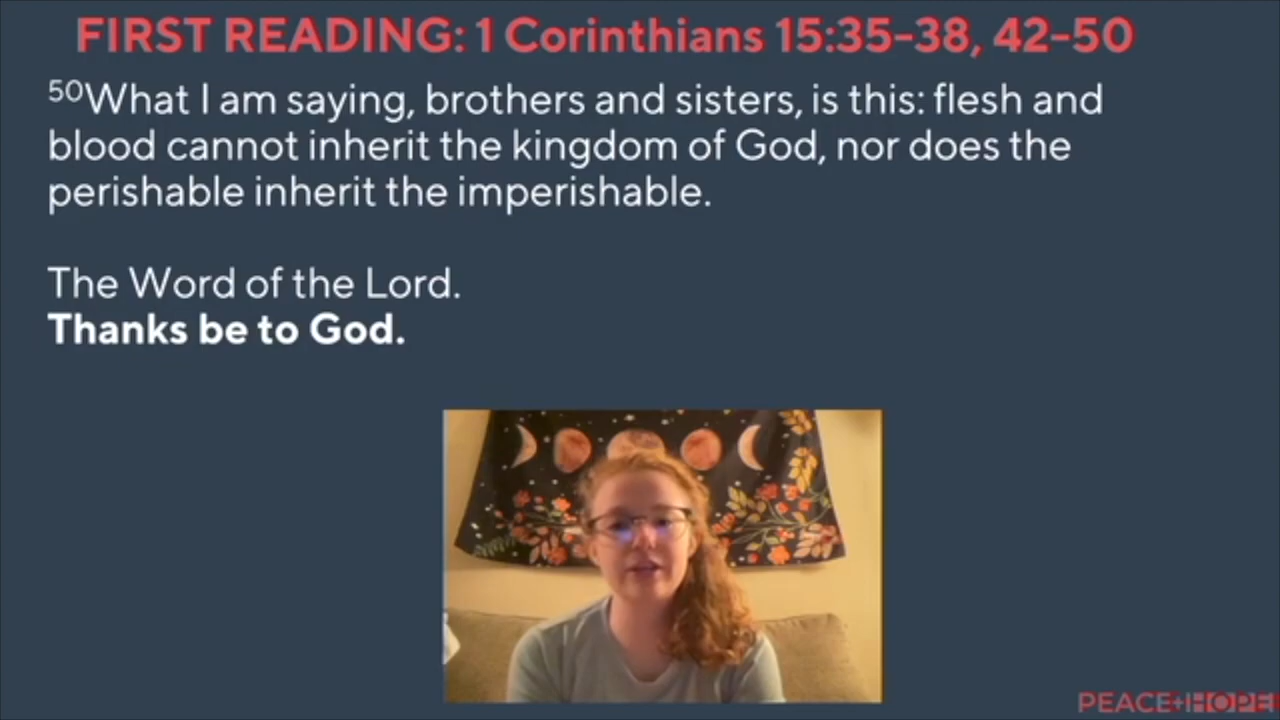 FIRST READING: 1 Corinthians 15:35-38, 42-50
50What I am saying, brothers and sisters, is this: flesh and
blood cannot inherit the kingdom of God, nor does the
perishable inherit the imperishable.
The Word of the Lord.
Thanks be to God.
PEACE+HOPE